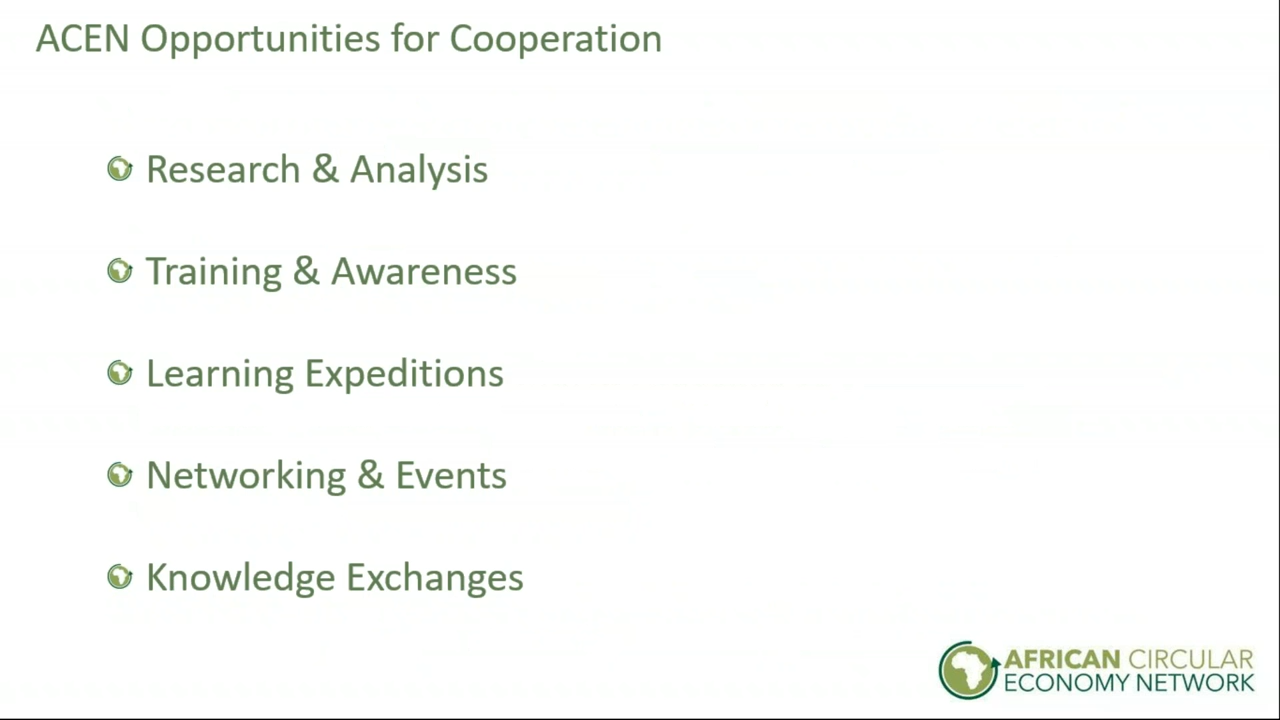 ACEN Opportunities for Cooperation
Research & Analysis
Training & Awareness
Learning Expeditions
Networking & Events
Knowledge Exchanges
AFRICAN CIRCULAR
ECONOMY NETWORK